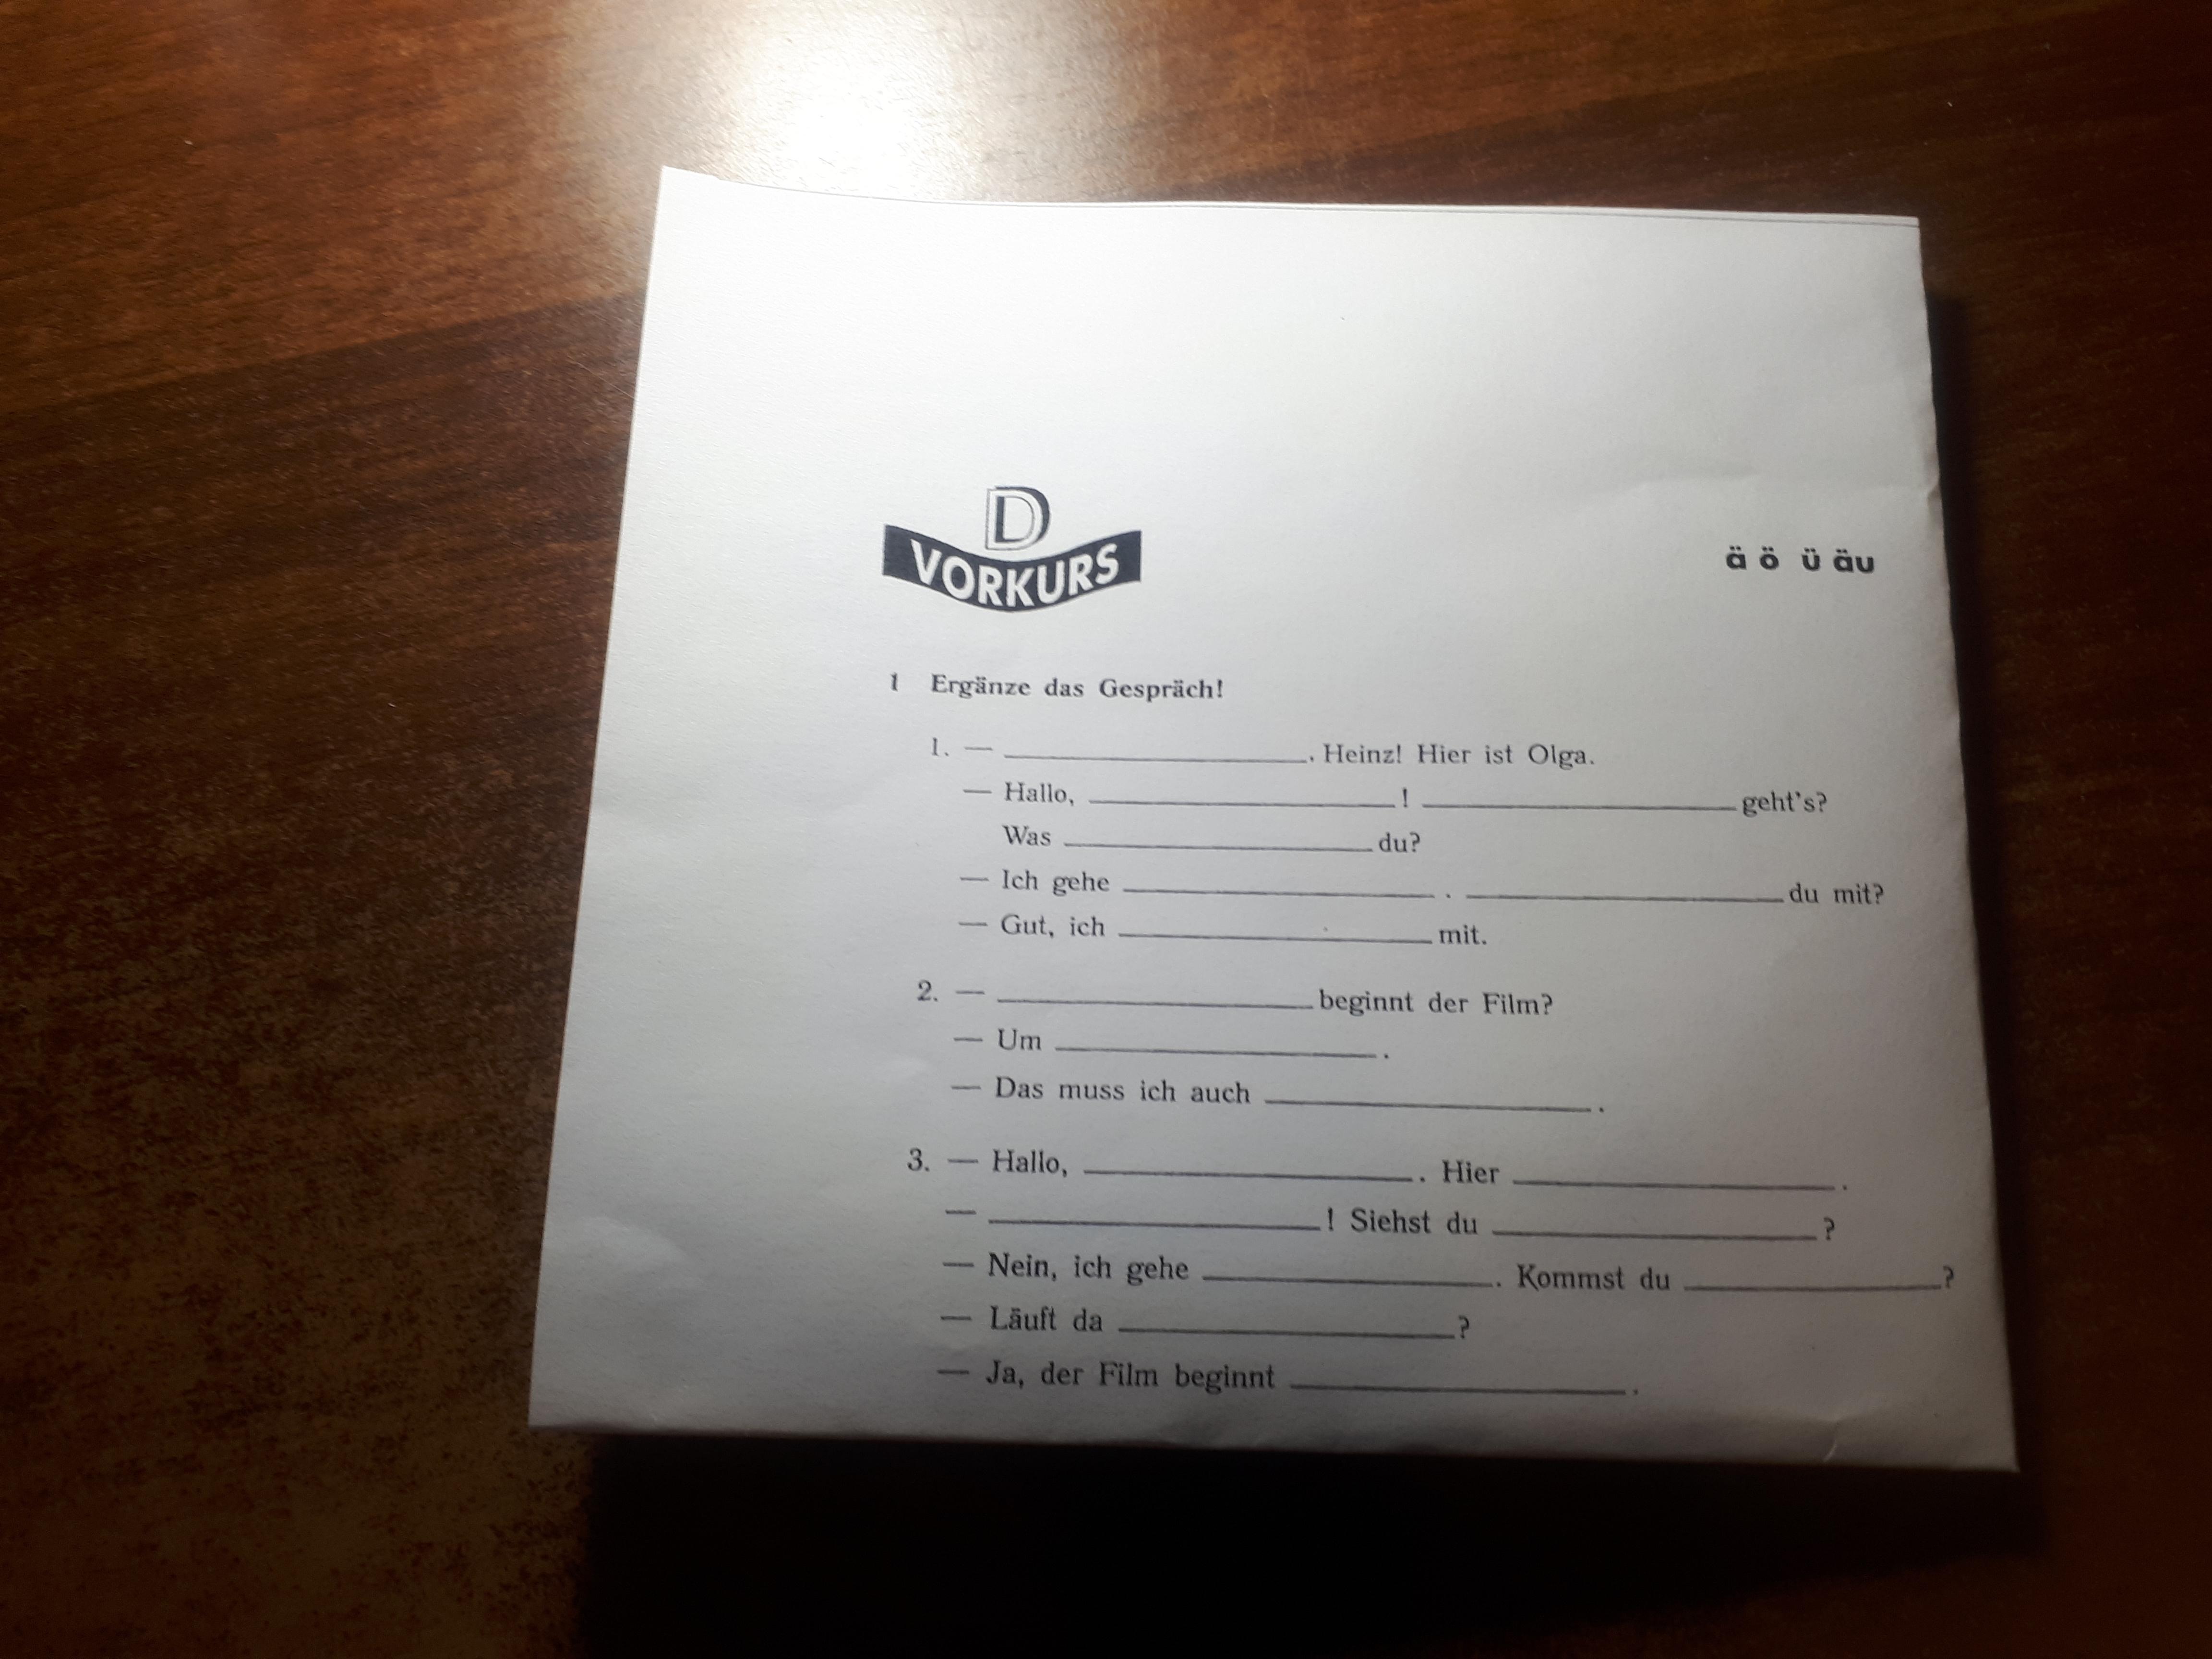 D
VORKURS
ä ö ü äu
1 Ergänze das Gespräch!
1. — ____________, Heinz! Hier ist Olga.
— Hallo, ____________! ____________ geht's?
Was ____________ du?
— Ich gehe ____________. ____________ du mit?
— Gut, ich ____________ mit.
2. — ____________ beginnt der Film?
— Um ____________.
— Das muss ich auch ____________.
3. — Hallo, ____________. Hier ____________.
— ____________! Siehst du ____________?
— Nein, ich gehe ____________. Kommst du ____________?
— Läuft da ____________?
— Ja, der Film beginnt ____________.